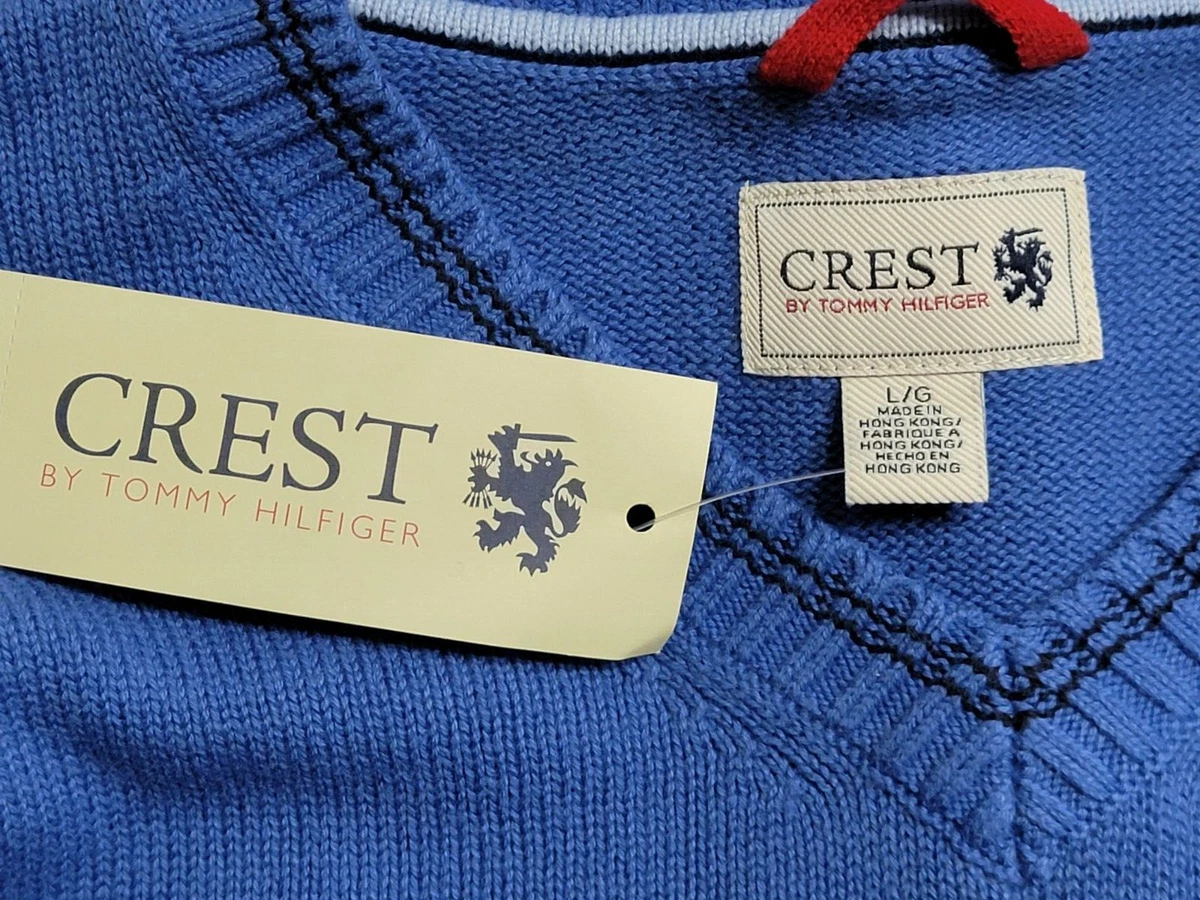 CREST
BY TOMMY HILFIGER
CREST
BY TOMMY HILFIGER
L/G
MADE IN
HONG KONG/
FABRIQUE A
HONG KONG/
HECHO EN
HONG KONG